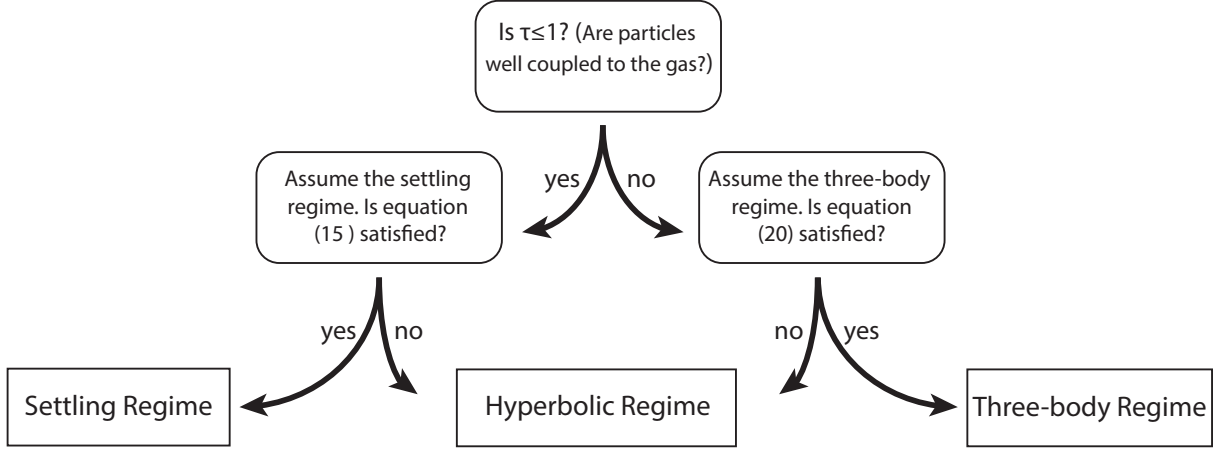 Is τ≤1? (Are particles
well coupled to the gas?)
yes
no
Assume the settling
regime. Is equation
(15 ) satisfied?
Assume the three-body
regime. Is equation
(20) satisfied?
yes
no
no
yes
Settling Regime
Hyperbolic Regime
Three-body Regime